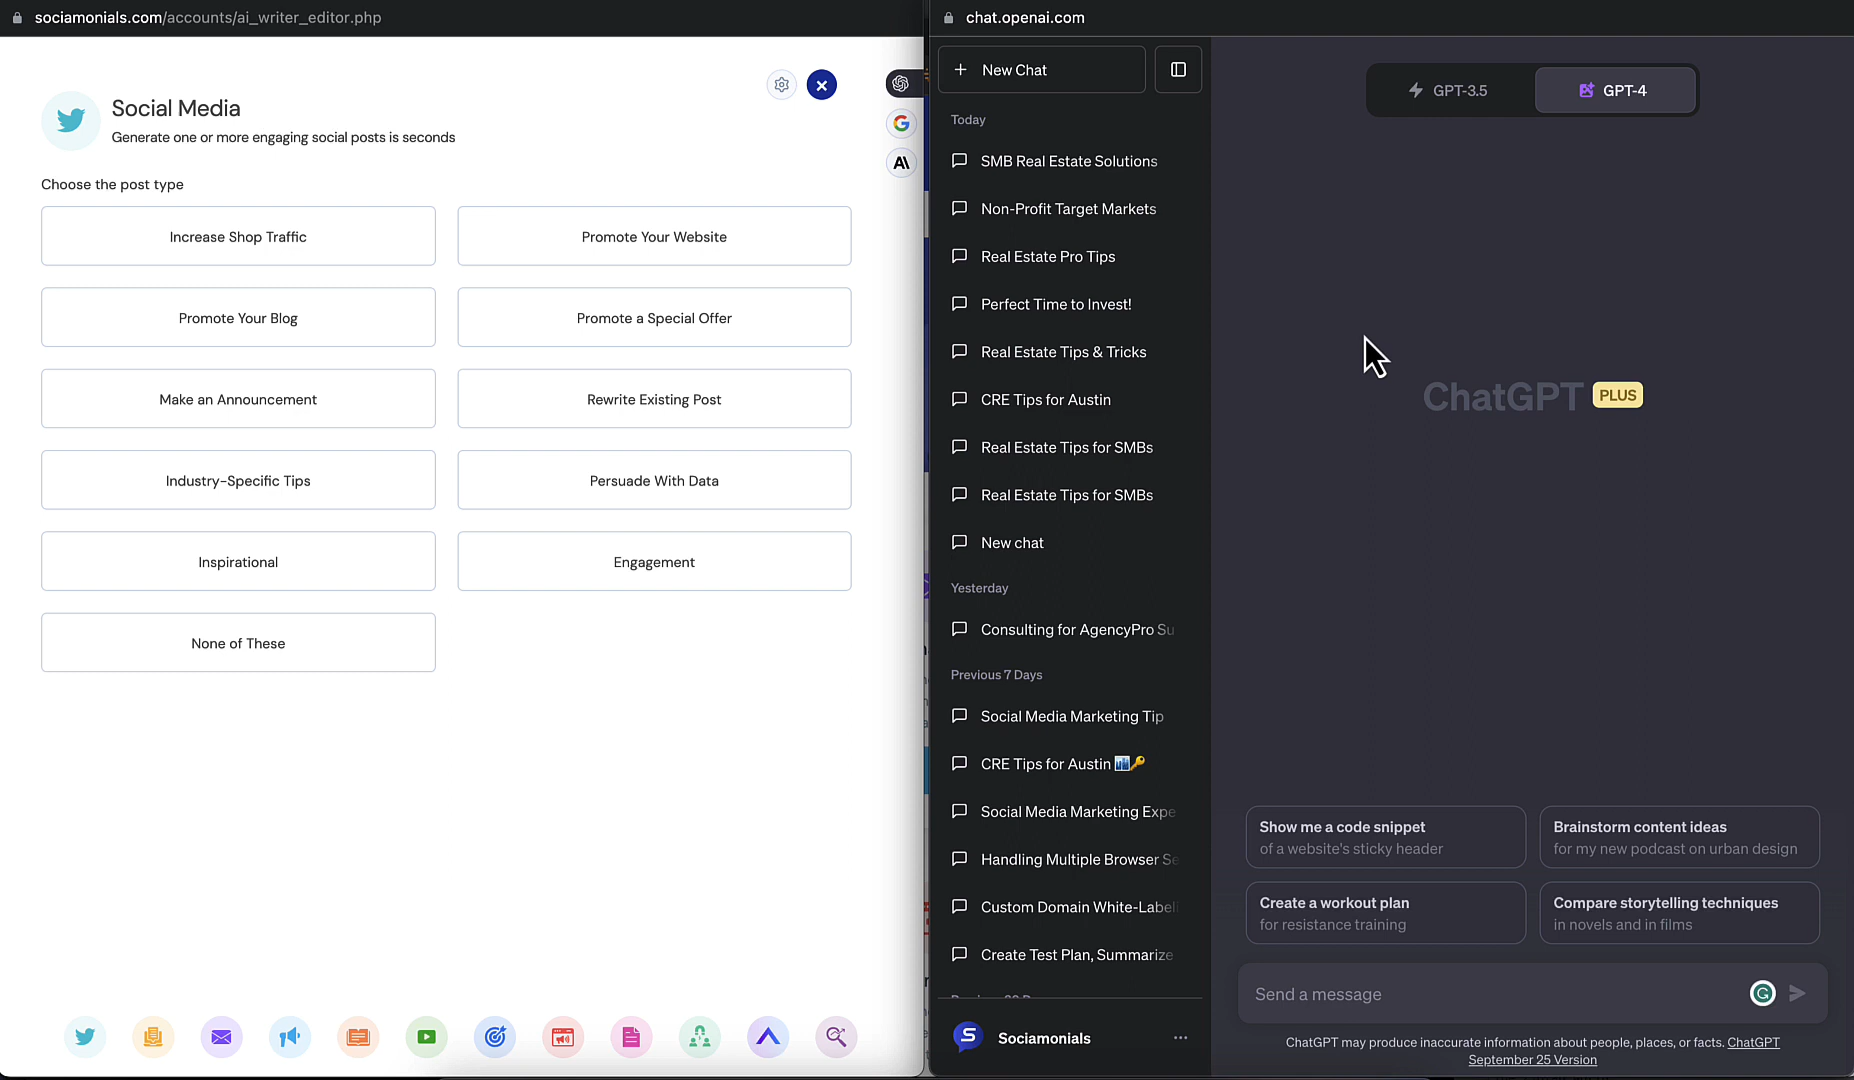 sociamonials.com/accounts/ai_writer_editor.php
Social Media
Generate one or more engaging social posts is seconds
Choose the post type
Increase Shop Traffic
Promote Your Website
Promote Your Blog
Promote a Special Offer
Make an Announcement
Rewrite Existing Post
Industry-Specific Tips
Persuade With Data
Inspirational
Engagement
None of These
chat.openai.com
New Chat
Today
SMB Real Estate Solutions
Non-Profit Target Markets
Real Estate Pro Tips
Perfect Time to Invest!
Real Estate Tips & Tricks
CRE Tips for Austin
Real Estate Tips for SMBs
Real Estate Tips for SMBs
New chat
Yesterday
Consulting for AgencyPro Su
Previous 7 Days
Social Media Marketing Tip
CRE Tips for Austin 🏙️🔑
Social Media Marketing Expe
Handling Multiple Browser Se
Custom Domain White-Labeli
Create Test Plan, Summarize
Sociamonials
GPT-3.5
GPT-4
ChatGPT PLUS
Show me a code snippet
of a website's sticky header
Brainstorm content ideas
for my new podcast on urban design
Create a workout plan
for resistance training
Compare storytelling techniques
in novels and in films
Send a message
ChatGPT may produce inaccurate information about people, places, or facts. ChatGPT
September 25 Version